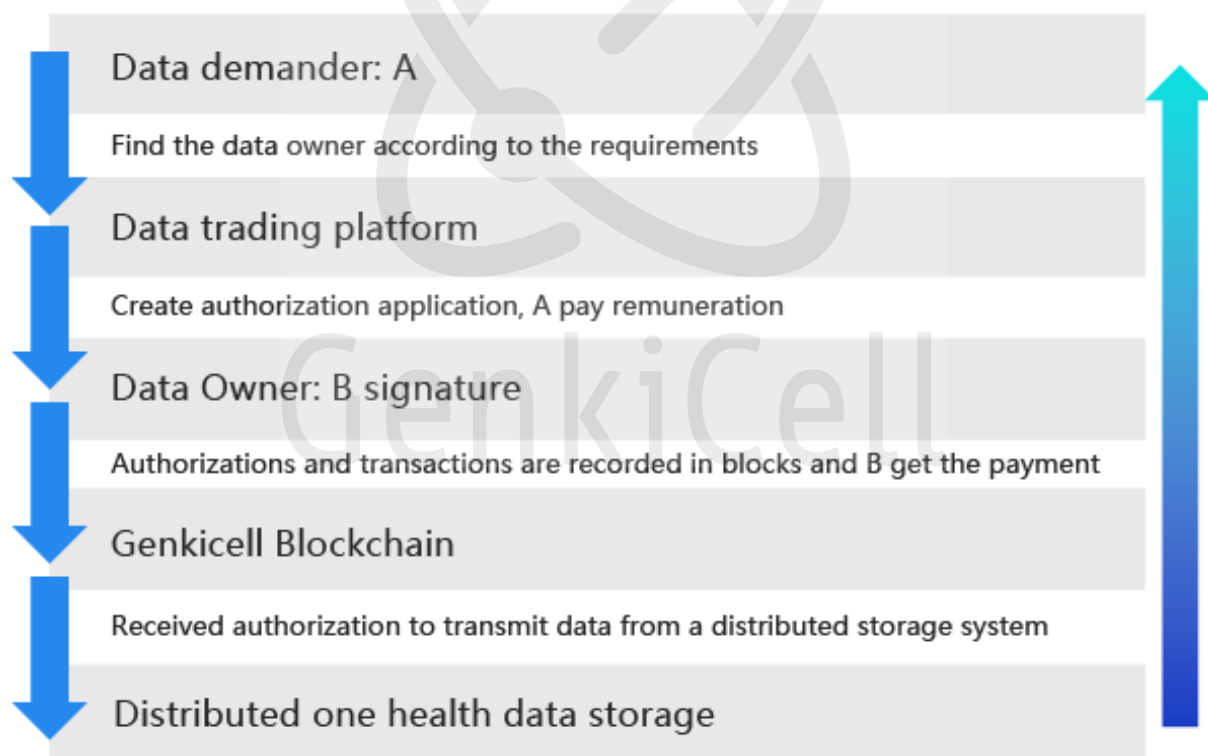 Data demander: A
Find the data owner according to the requirements
Data trading platform
Create authorization application, A pay remuneration
Data Owner: B signature
GenkiCell
Authorizations and transactions are recorded in blocks and B get the payment
Genkicell Blockchain
Received authorization to transmit data from a distributed storage system
Distributed one health data storage